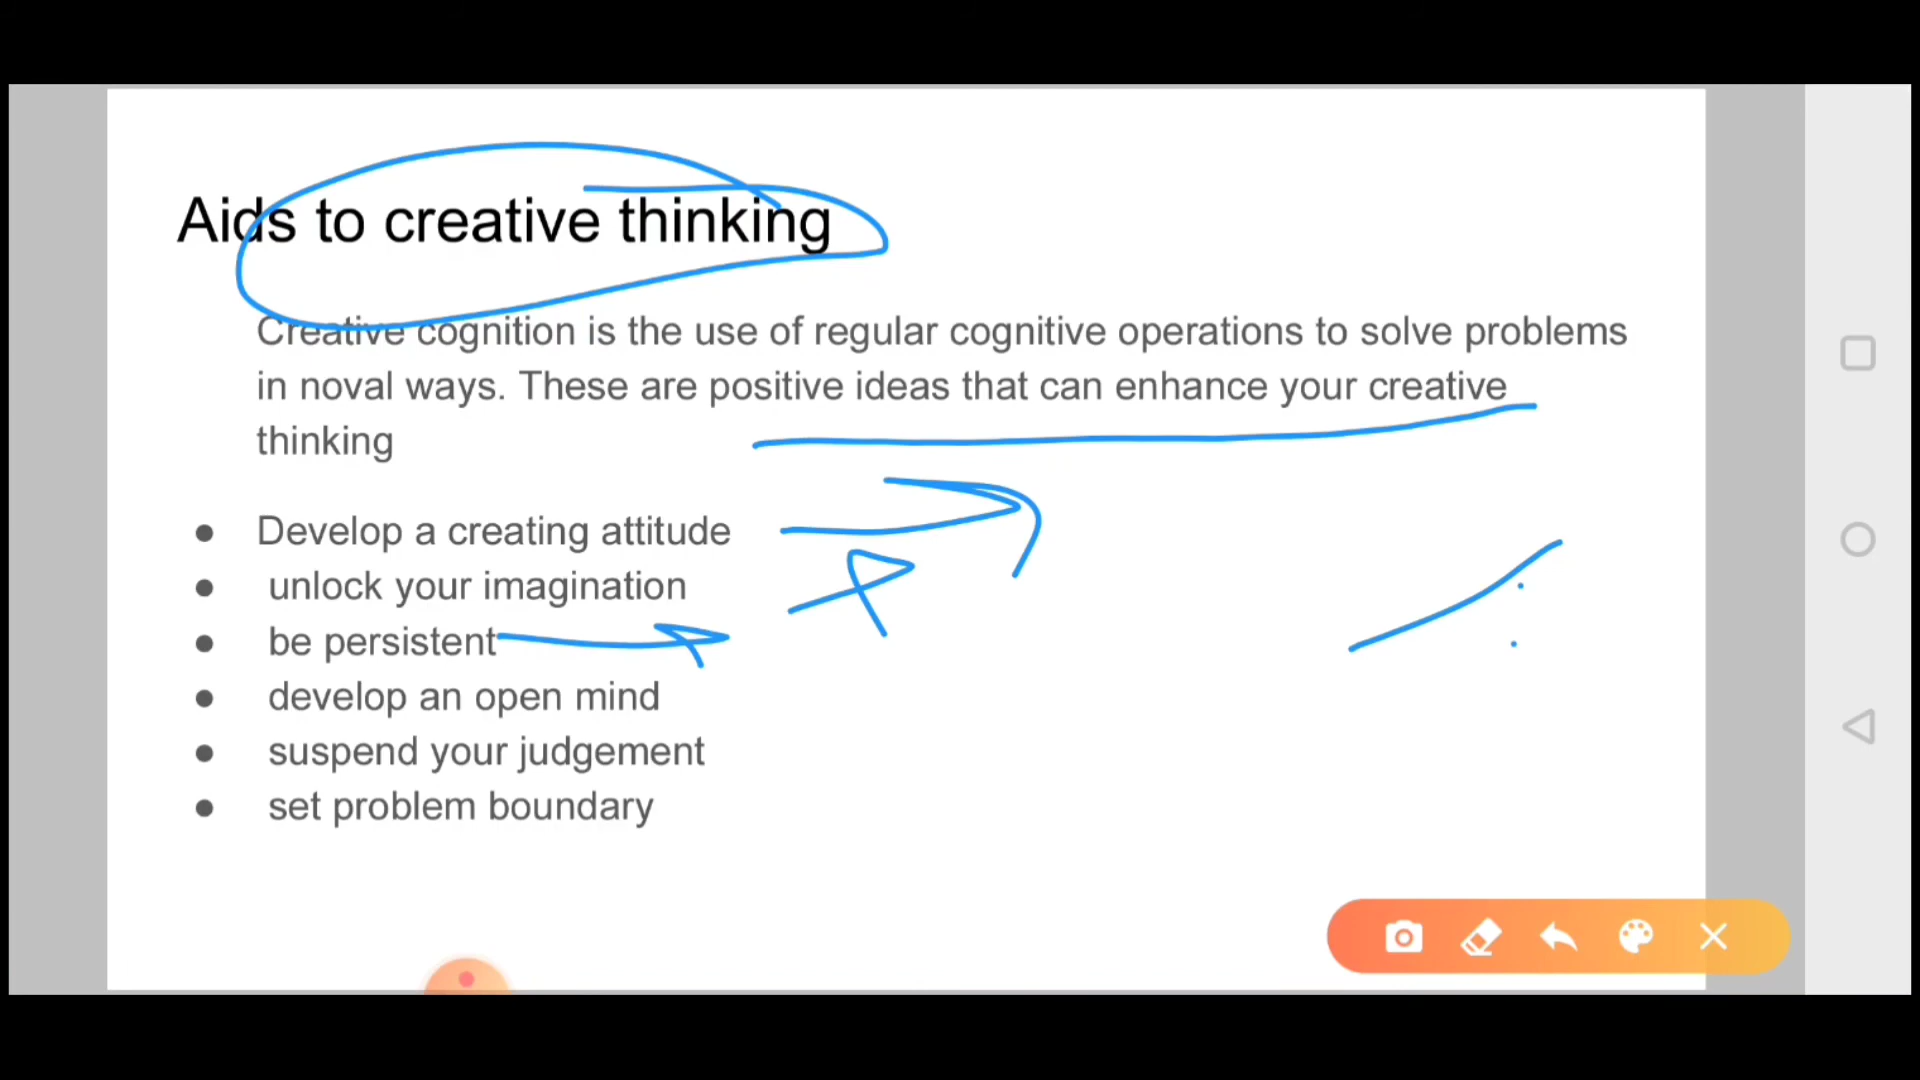 Aids to creative thinking
Creative cognition is the use of regular cognitive operations to solve problems
in noval ways. These are positive ideas that can enhance your creative
thinking
● Develop a creating attitude
● unlock your imagination
● be persistent
● develop an open mind
● suspend your judgement
● set problem boundary